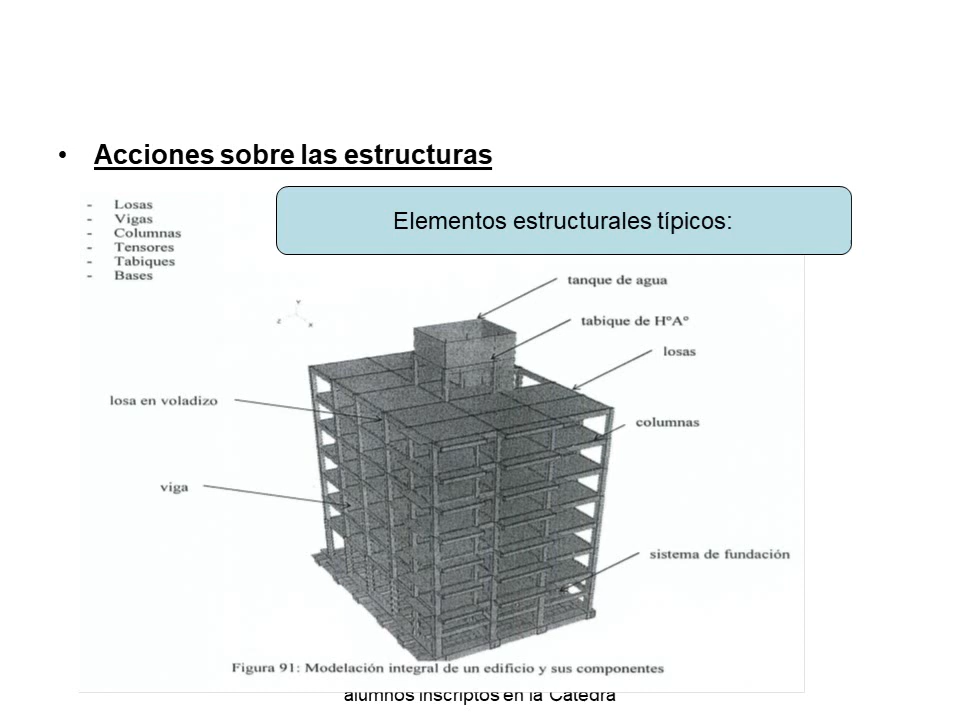 • Acciones sobre las estructuras
Elementos estructurales típicos:
- Losas
- Vigas
- Columnas
- Tensores
- Tabiques
- Bases
tanque de agua
tabique de HºAº
losas
losa en voladizo
columnas
viga
sistema de fundación
Y
Z
X
Figura 91: Modelación integral de un edificio y sus componentes
alumnos inscriptos en la Cátedra